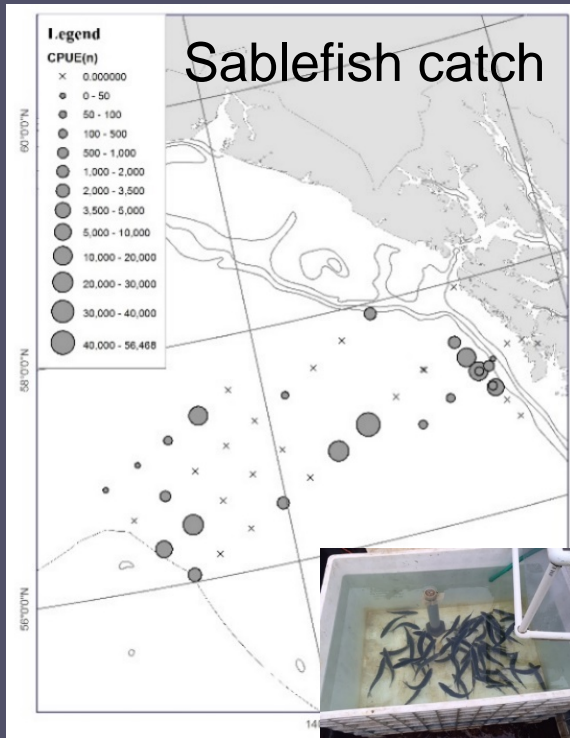 Sablefish catch
Legend
CPUE(n)
0.000000
0 - 50
50 - 100
100 - 500
500 - 1,000
1,000 - 2,000
2,000 - 3,500
3,500 - 5,000
5,000 - 10,000
10,000 - 20,000
20,000 - 30,000
30,000 - 40,000
40,000 - 56,468
60°0'0"N
58°0'0"N
56°0'0"N